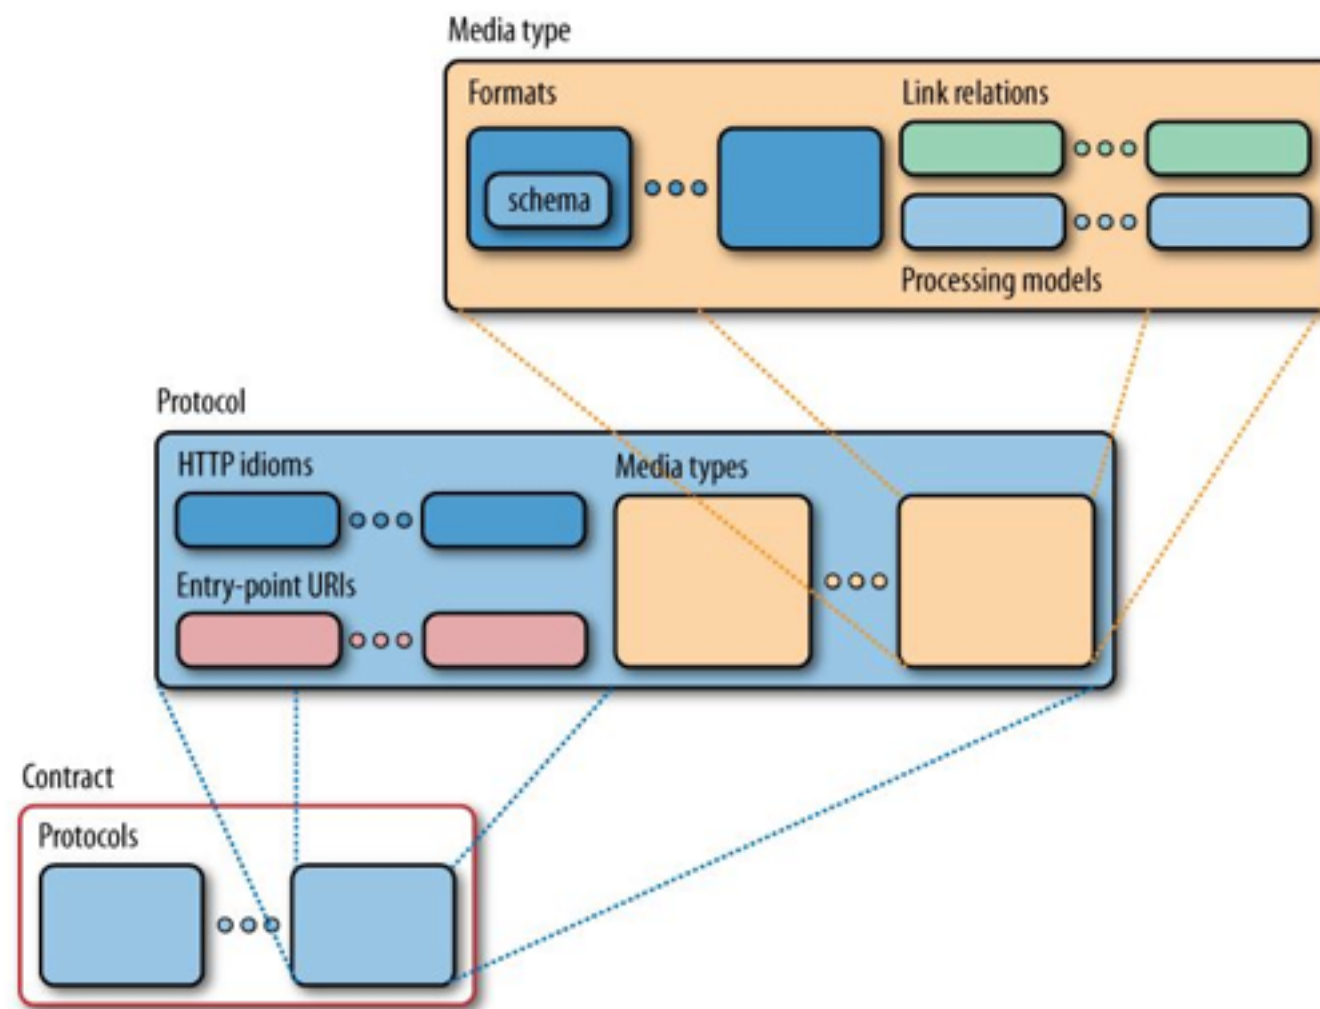 Media type
Formats
Link relations
schema
Processing models
Protocol
HTTP idioms
Media types
Entry-point URIs
Contract
Protocols